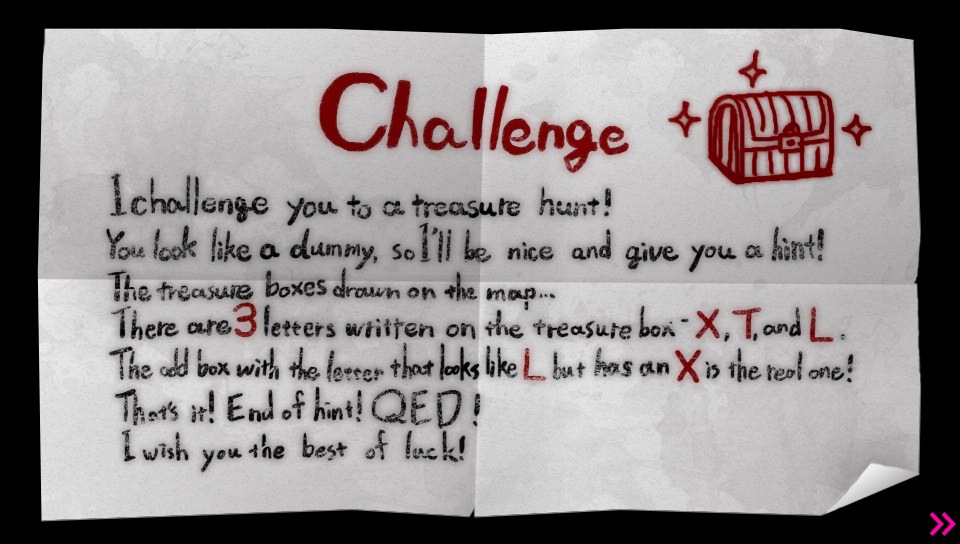 Challenge
I challenge you to a treasure hunt!
You look like a dummy, so I'll be nice and give you a hint!
The treasure boxes drawn on the map...
There are 3 letters written on the treasure box - X, T, and L.
The odd box with the letter that looks like L but has an X is the real one!
That's it! End of hint! QED!
I wish you the best of luck!